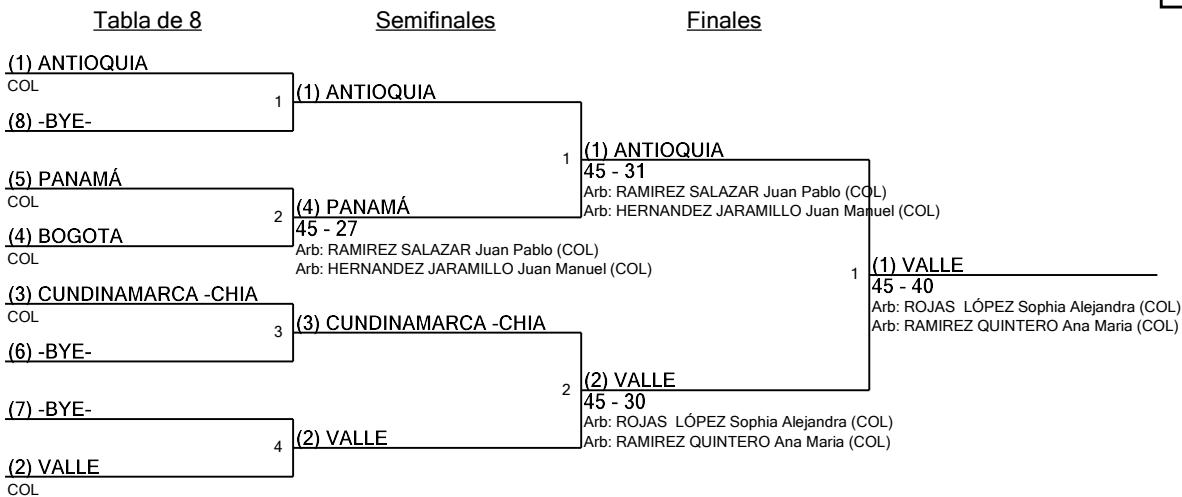 Tabla de 8
Semifinales
Finales
(1) ANTIOQUIA
COL
1
(8) -BYE-
(1) ANTIOQUIA
(5) PANAMÁ
COL
2
(4) BOGOTA
COL
(4) PANAMÁ
45 - 27
Arb: RAMIREZ SALAZAR Juan Pablo (COL)
Arb: HERNANDEZ JARAMILLO Juan Manuel (COL)
1
(1) ANTIOQUIA
45 - 31
Arb: RAMIREZ SALAZAR Juan Pablo (COL)
Arb: HERNANDEZ JARAMILLO Juan Manuel (COL)
(3) CUNDINAMARCA -CHIA
COL
3
(6) -BYE-
(3) CUNDINAMARCA -CHIA
(7) -BYE-
4
(2) VALLE
COL
(2) VALLE
2
(2) VALLE
45 - 30
Arb: ROJAS  LÓPEZ Sophia Alejandra (COL)
Arb: RAMIREZ QUINTERO Ana Maria (COL)
1
(1) VALLE
45 - 40
Arb: ROJAS  LÓPEZ Sophia Alejandra (COL)
Arb: RAMIREZ QUINTERO Ana Maria (COL)